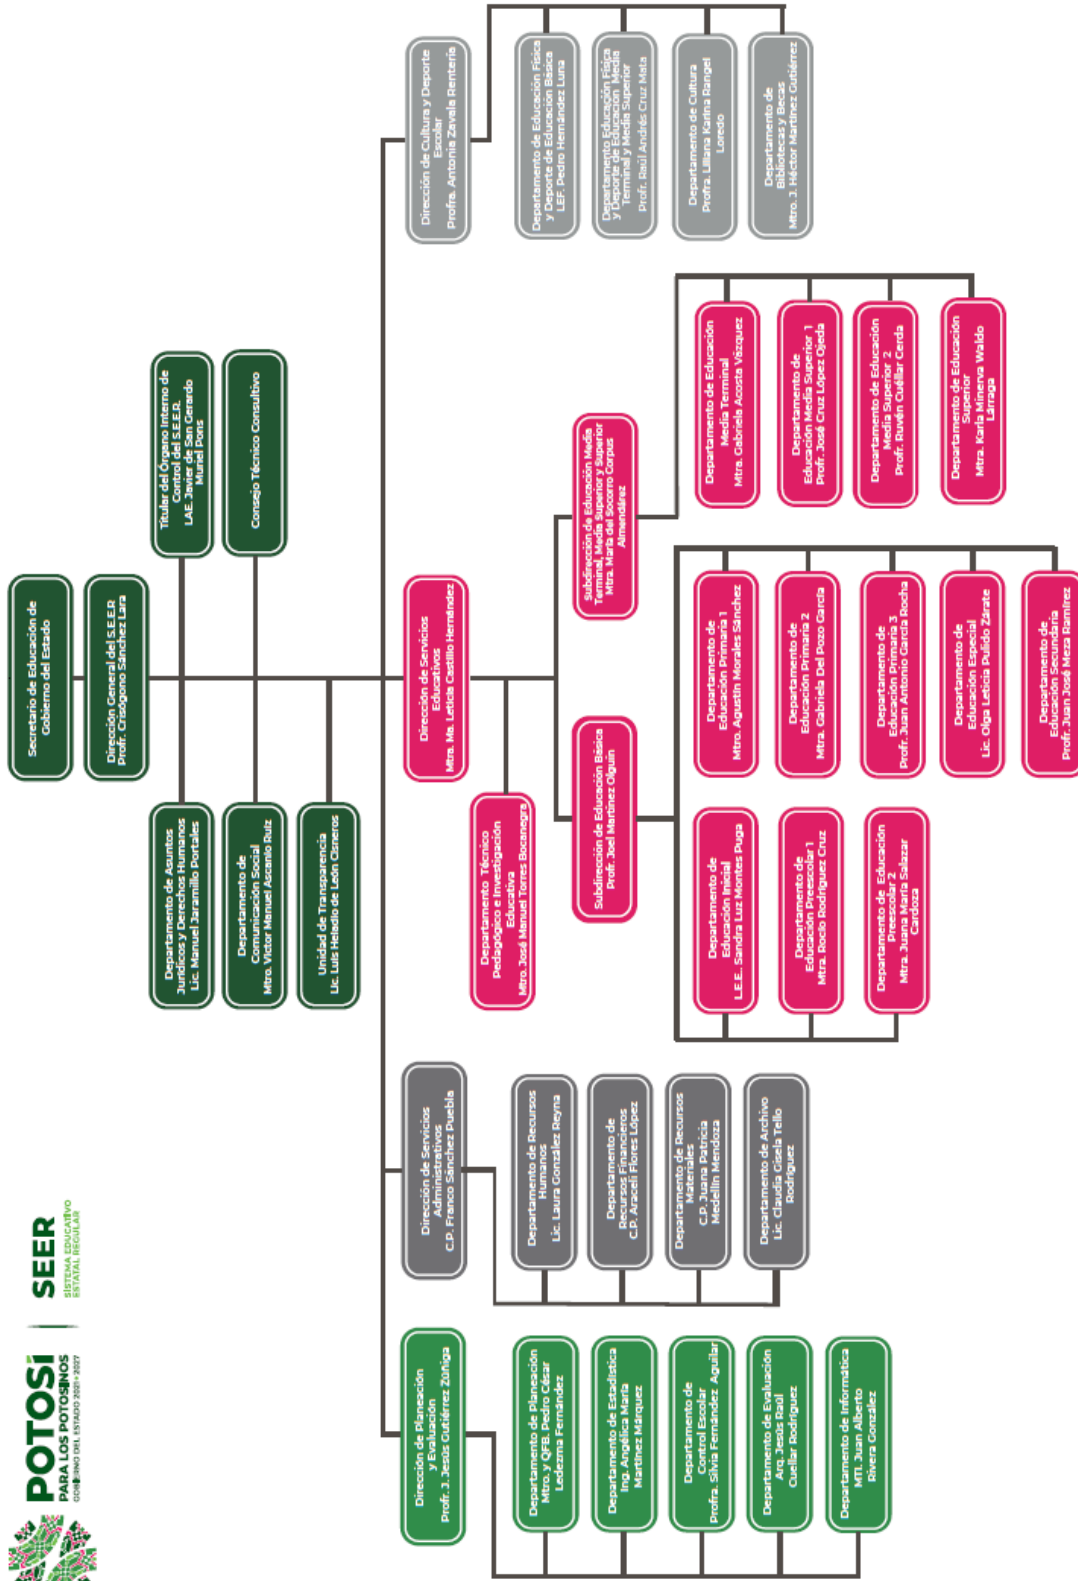 POTOSÍ
PARA LOS POTOSINOS
GOBIERNO DEL ESTADO 2021-2027
SEER
SISTEMA EDUCATIVO
ESTATAL REGULAR
Secretario de Educación de
Gobierno del Estado
Dirección General del S.E.E.R
Profr. Crisógono Sánchez Lara
Departamento de Asuntos
Jurídicos y Derechos Humanos
Lic. Manuel Jaramillo Portales
Titular del Órgano Interno de
Control del S.E.E.R.
LAE. Javier de San Gerardo
Muriel Pons
Departamento de
Comunicación Social
Mtro. Víctor Manuel Ascanio Ruíz
Consejo Técnico Consultivo
Unidad de Transparencia
Lic. Luis Heladio de León Cisneros
Dirección de Planeación
y Evaluación
Profr. J. Jesús Gutiérrez Zúñiga
Departamento de Planeación
Mtro. y QFB. Pedro César
Ledezma Fernández
Departamento de Estadística
Ing. Angélica María
Martínez Márquez
Departamento de
Control Escolar
Profra. Silvia Fernández Aguilar
Departamento de Evaluación
Arq. Jesús Raúl
Cuellar Rodríguez
Departamento de Informática
MTI. Juan Alberto
Rivera González
Dirección de Servicios
Administrativos
C.P. Franco Sánchez Puebla
Departamento de Recursos
Humanos
Lic. Laura González Reyna
Departamento de
Recursos Financieros
C.P. Araceli Flores López
Departamento de Recursos
Materiales
C.P. Juana Patricia
Medellín Mendoza
Departamento de Archivo
Lic. Claudia Gisela Tello
Rodríguez
Dirección de Servicios
Educativos
Mtra. Ma. Leticia Castillo Hernández
Departamento Técnico
Pedagógico e Investigación
Educativa
Mtro. José Manuel Torres Bocanegra
Subdirección de Educación Básica
Profr. Joel Martínez Olguín
Departamento de
Educación Inicial
L.E.E. Sandra Luz Montes Puga
Departamento de
Educación Preescolar 1
Mtra. Rocío Rodríguez Cruz
Departamento de Educación
Preescolar 2
Mtra. Juana María Salazar
Cardoza
Departamento de
Educación Primaria 1
Mtro. Agustín Morales Sánchez
Departamento de
Educación Primaria 2
Mtra. Gabriela Del Pozo García
Departamento de
Educación Primaria 3
Profr. Juan Antonio García Rocha
Departamento de
Educación Especial
Lic. Olga Leticia Pulido Zárate
Departamento de
Educación Secundaria
Profr. Juan José Meza Ramírez
Subdirección de Educación Media
Terminal, Media Superior y Superior
Mtra. María del Socorro Corpus
Almendárez
Departamento de Educación
Media Terminal
Mtra. Gabriela Acosta Vázquez
Departamento de
Educación Media Superior 1
Profr. José Cruz López Ojeda
Departamento de Educación
Media Superior 2
Profr. Ruvén Cuéllar Cerda
Departamento de Educación
Superior
Mtra. Karla Minerva Waldo
Lárraga
Dirección de Cultura y Deporte
Escolar
Profra. Antonia Zavala Rentería
Departamento de Educación Física
y Deporte de Educación Básica
LEF. Pedro Hernández Luna
Departamento Educación Física
y Deporte de Educación Media
Terminal y Media Superior
Profr. Raúl Andrés Cruz Mata
Departamento de Cultura
Profra. Liliana Karina Rangel
Loredo
Departamento de
Bibliotecas y Becas
Mtro. J. Héctor Martínez Gutiérrez